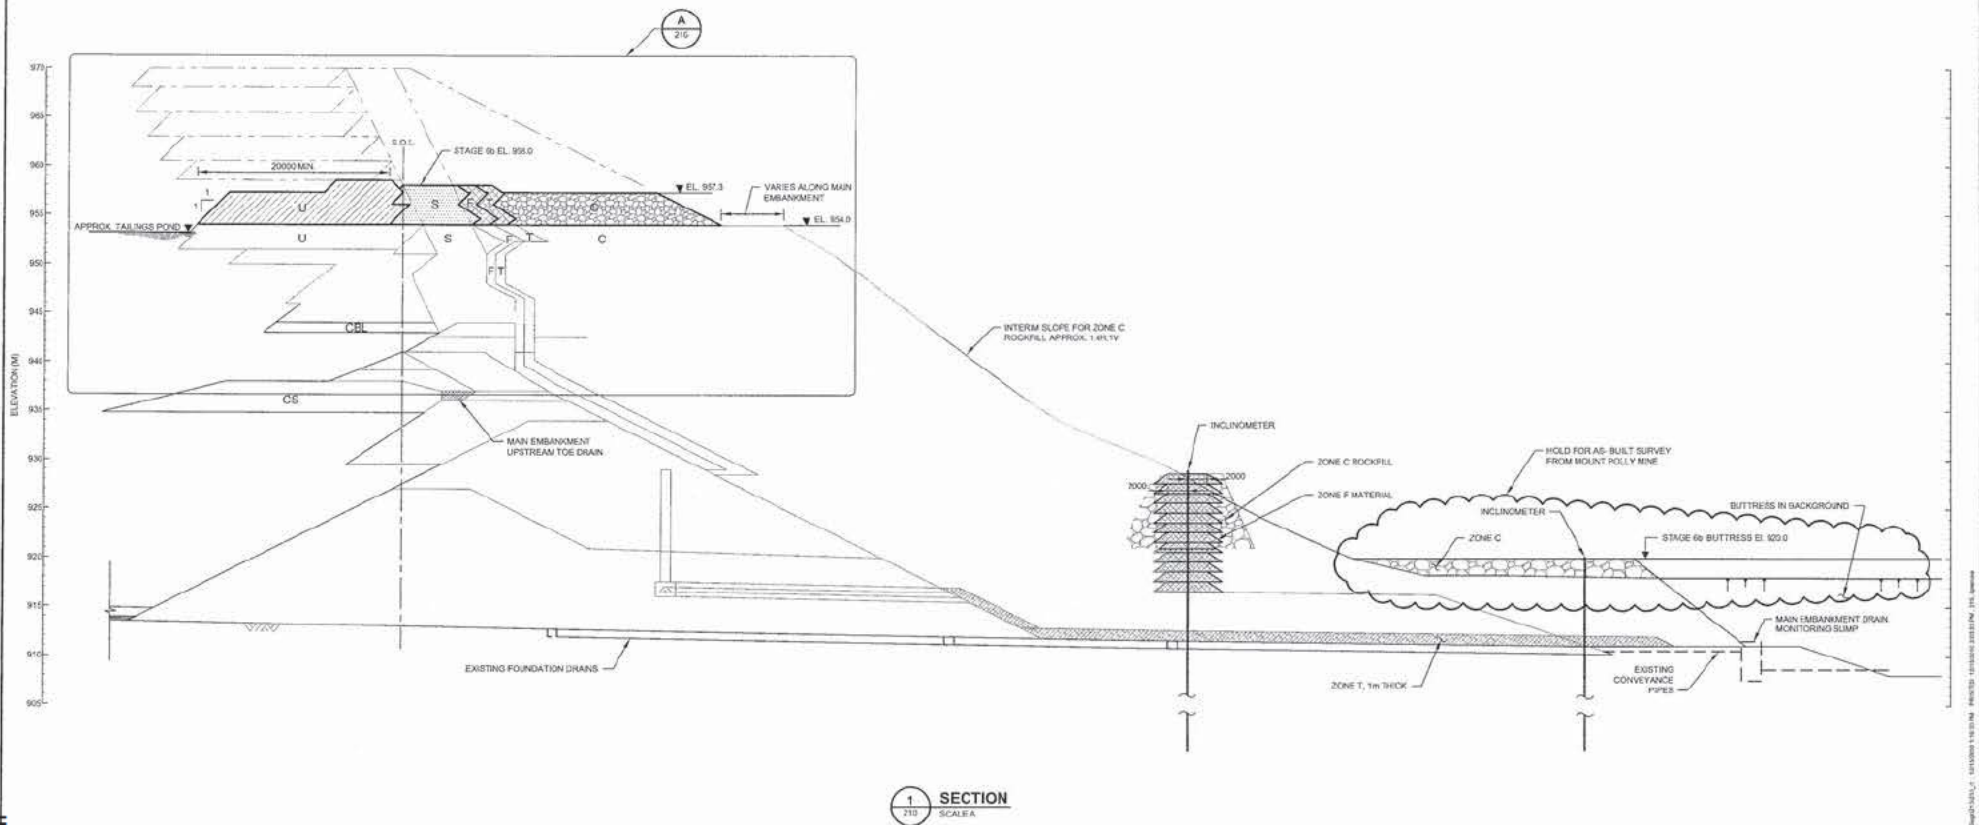 A
216
975
965
960
955
950
945
940
935
930
925
920
915
910
905
ELEVATION (M)
S.O.L.
STAGE 6b EL. 958.0
20000 MIN.
1
1
U
S
F
T
C
EL. 957.3
VARIES ALONG MAIN
EMBANKMENT
EL. 954.0
APPROX. TAILINGS POND
U
S
F
T
C
F
T
CBL
CS
INTERIM SLOPE FOR ZONE C
ROCKFILL APPROX. 1.4H:1V
MAIN EMBANKMENT
UPSTREAM TOE DRAIN
INCLINOMETER
2000
2000
ZONE C ROCKFILL
ZONE F MATERIAL
HOLD FOR AS-BUILT SURVEY
FROM MOUNT POLLY MINE
BUTTRESS IN BACKGROUND
INCLINOMETER
ZONE C
STAGE 6b BUTTRESS El. 920.0
MAIN EMBANKMENT DRAIN
MONITORING SUMP
EXISTING FOUNDATION DRAINS
ZONE T, 1m THICK
EXISTING
CONVEYANCE
PIPES
1
210
SECTION
SCALE A